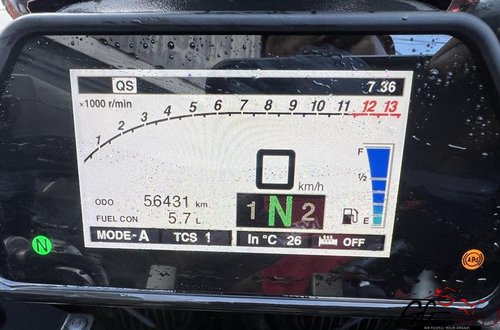 QS 7:36
×1000 r/min
1 2 3 4 5 6 7 8 9 10 11 12 13
F
0 km/h
1/2
ODO 56431 km
FUEL CON 5.7 L
1 N 2
E
N
MODE-A TCS 1 In °C 26 OFF